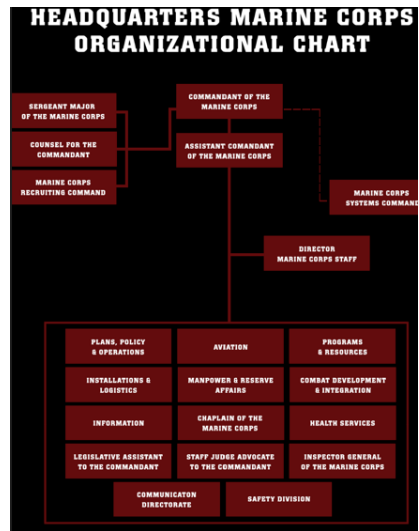 HEADQUARTERS MARINE CORPS
ORGANIZATIONAL CHART
COMMANDANT OF THE
MARINE CORPS
SERGEANT MAJOR
OF THE MARINE CORPS
COUNSEL FOR THE
COMMANDANT
ASSISTANT COMANDANT
OF THE MARINE CORPS
MARINE CORPS
RECRUITING COMMAND
MARINE CORPS
SYSTEMS COMMAND
DIRECTOR
MARINE CORPS STAFF
PLANS, POLICY
& OPERATIONS
AVIATION
PROGRAMS
& RESOURCES
INSTALLATIONS &
LOGISTICS
MANPOWER & RESERVE
AFFAIRS
COMBAT DEVELOPMENT
& INTEGRATION
INFORMATION
CHAPLAIN OF THE
MARINE CORPS
HEALTH SERVICES
LEGISLATIVE ASSISTANT
TO THE COMMANDANT
STAFF JUDGE ADVOCATE
TO THE COMMANDANT
INSPECTOR GENERAL
OF THE MARINE CORPS
COMMUNICATON
DIRECTORATE
SAFETY DIVISION